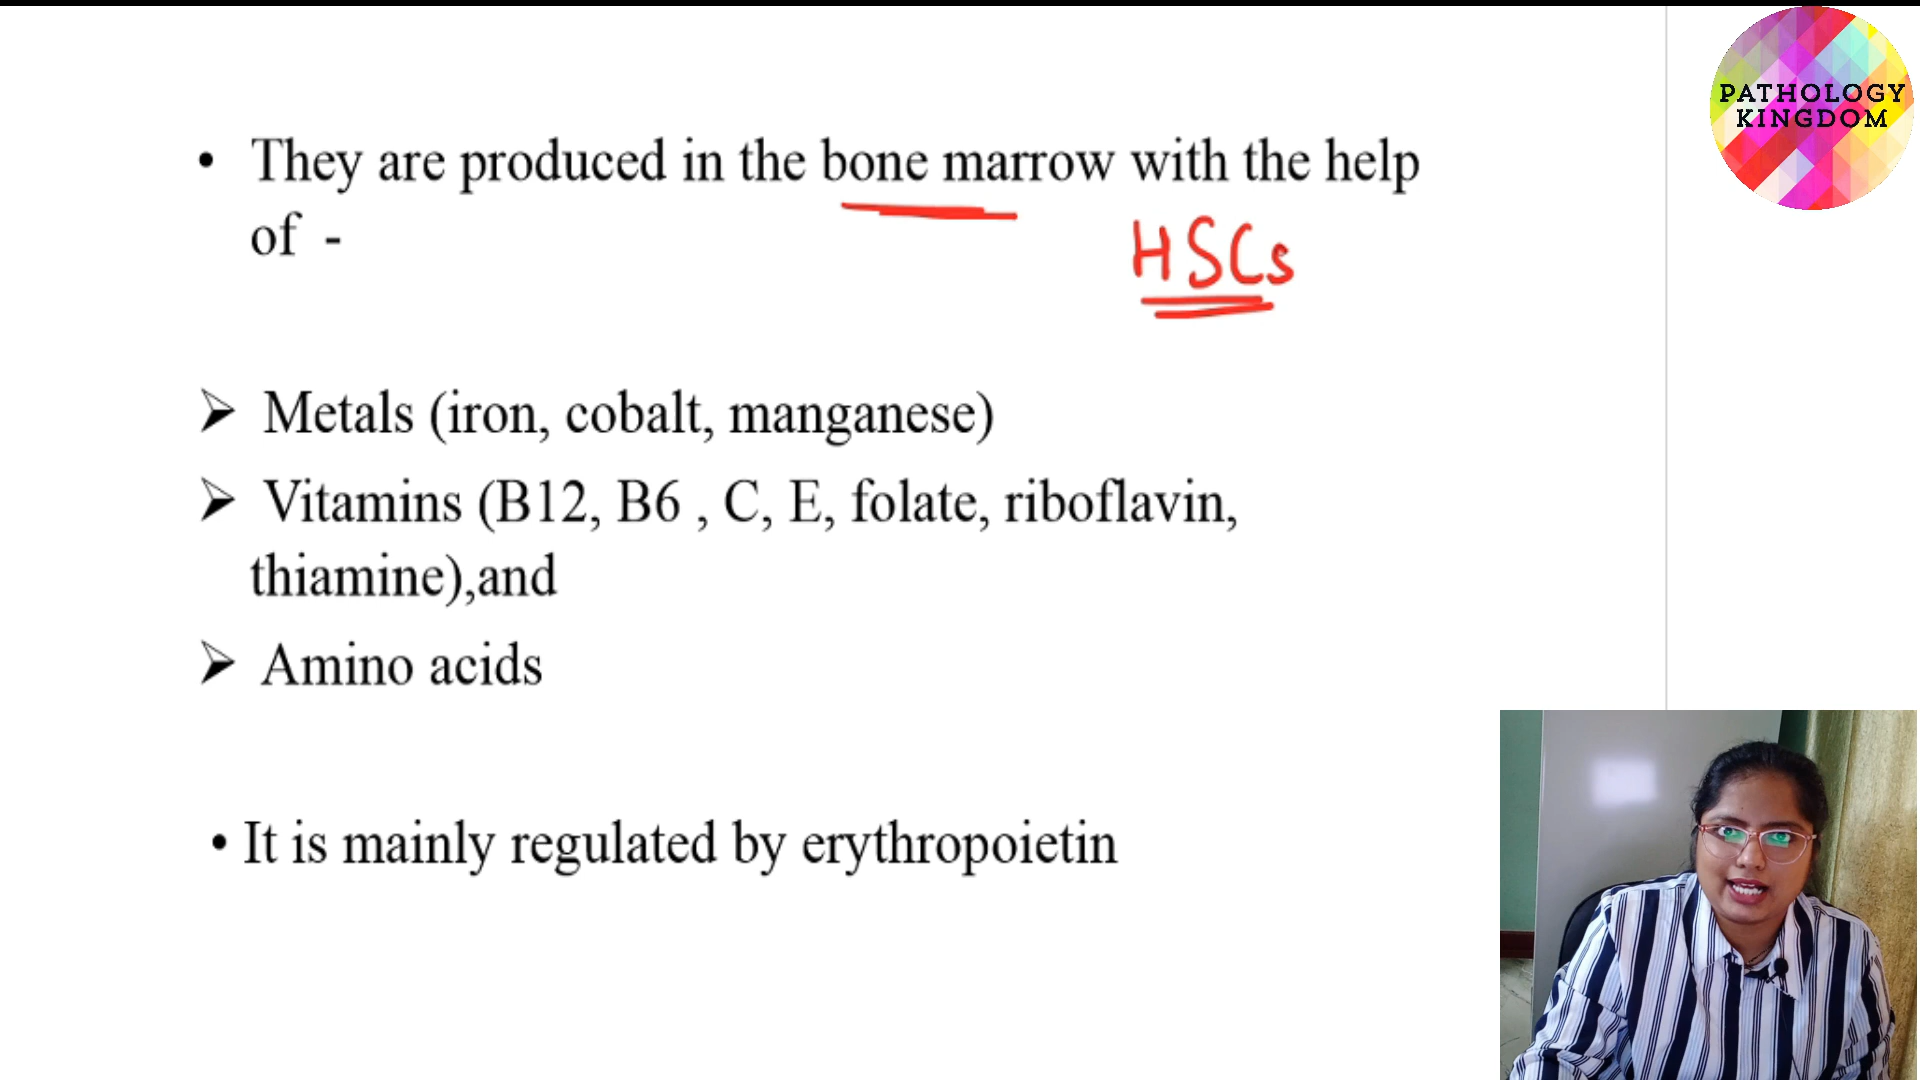 PATHOLOGY
KINGDOM
• They are produced in the bone marrow with the help
of -
HSCs
➢ Metals (iron, cobalt, manganese)
➢ Vitamins (B12, B6 , C, E, folate, riboflavin,
thiamine),and
➢ Amino acids
• It is mainly regulated by erythropoietin